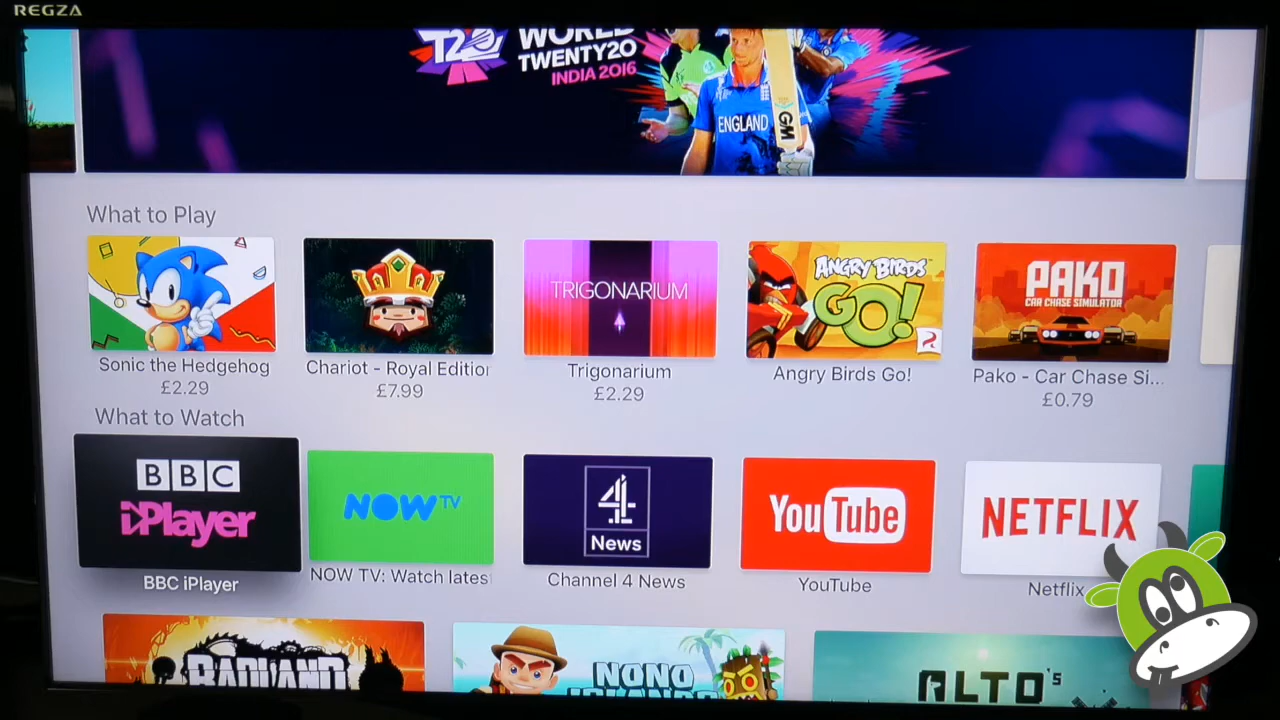 REGZA
T20
WORLD
TWENTY20
INDIA 2016
ENGLAND
GM
What to Play
TRIGONARIUM
ANGRY BIRDS
GO!
PAKO
CAR CHASE SIMULATOR
Sonic the Hedgehog
£2.29
Chariot - Royal Edition
£7.99
Trigonarium
£2.29
Angry Birds Go!
Pako - Car Chase Si...
£0.79
What to Watch
BBC
iPlayer
NOW TV
4
News
YouTube
NETFLIX
BBC iPlayer
NOW TV: Watch latest
Channel 4 News
YouTube
Netflix
BADLAND
NONO
ISLANDS
ALTO's